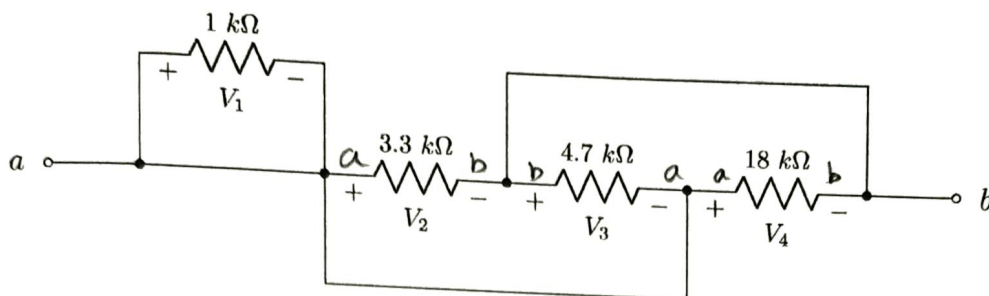 1 kΩ
+ −
V₁
a
a 3.3 kΩ b b 4.7 kΩ a a 18 kΩ b
+ − + − + −
V₂ V₃ V₄
b